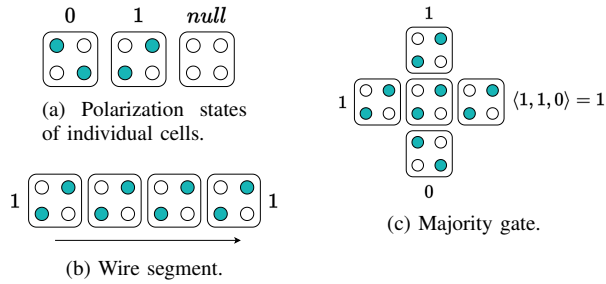 0 1 null
(a) Polarization states
of individual cells.
1 1
(b) Wire segment.
1
1 ⟨1, 1, 0⟩ = 1
0
(c) Majority gate.